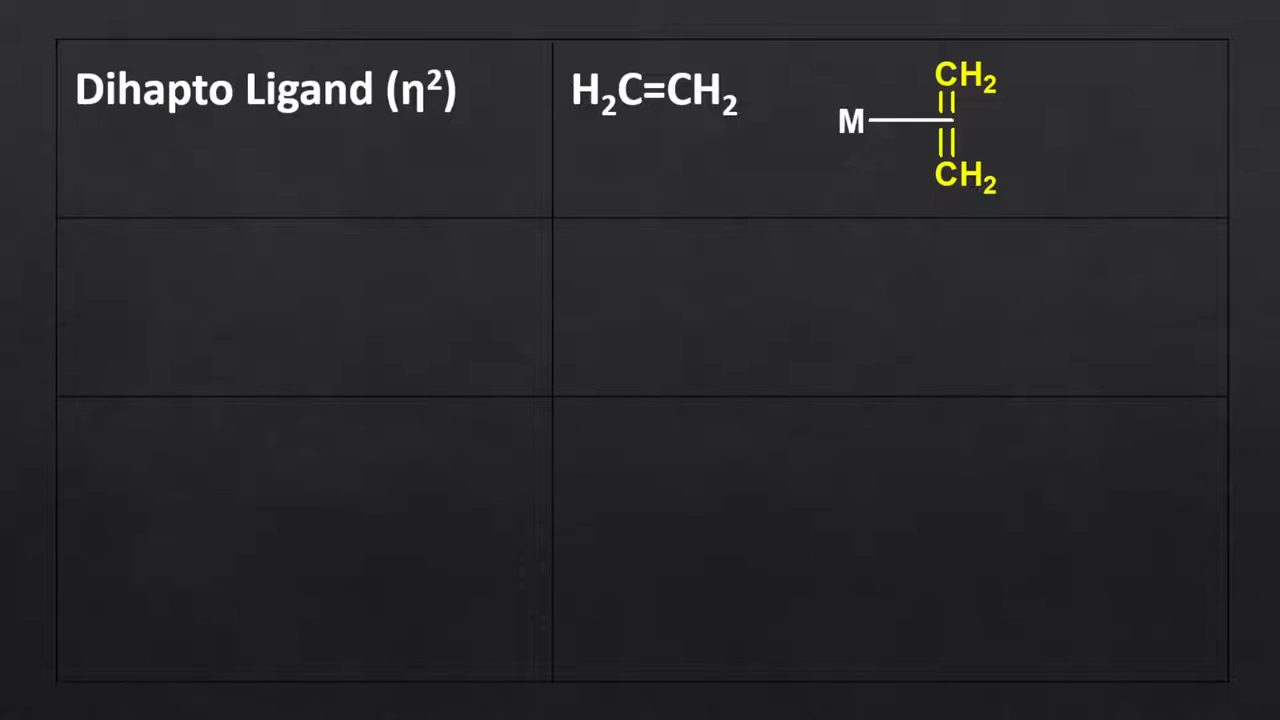 Dihapto Ligand (η²)
H₂C=CH₂
CH₂
M
CH₂